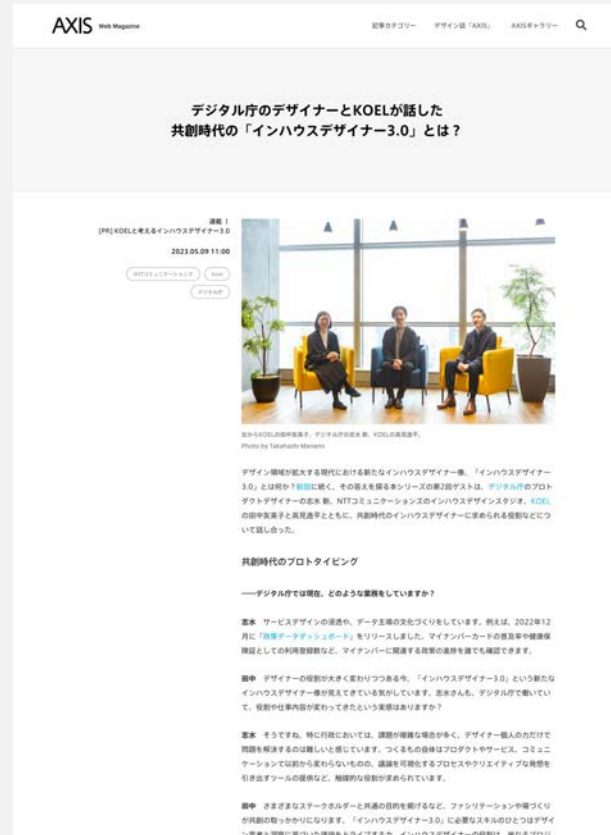 AXIS Web Magazine
記事カテゴリー デザイン誌「AXIS」 AXISギャラリー
デジタル庁のデザイナーとKOELが話した
共創時代の「インハウスデザイナー3.0」とは？
連載 |
[PR] KOELと考えるインハウスデザイナー3.0
2023.05.09 11:00
NTTコミュニケーションズ koel
デジタル庁
左からKOELの田中友美子、デジタル庁の志水 新、KOELの高見逸平。
Photo by Takahashi Manami
デザイン領域が拡大する現代における新たなインハウスデザイナー像、「インハウスデザイナー
3.0」とは何か？前回に続く、その答えを探る本シリーズの第2回ゲストは、デジタル庁のプロト
ダクトデザイナーの志水 新。NTTコミュニケーションズのインハウスデザインスタジオ、KOEL
の田中友美子と高見逸平とともに、共創時代のインハウスデザイナーに求められる役割などにつ
いて話し合った。
共創時代のプロトタイピング
──デジタル庁では現在、どのような業務をしていますか？
志水 サービスデザインの浸透や、データ主導の文化づくりをしています。例えば、2022年12
月に「政策データダッシュボード」をリリースしました。マイナンバーカードの普及率や健康保
険証としての利用登録数など、マイナンバーに関連する政策の進捗を誰でも確認できます。
田中 デザイナーの役割が大きく変わりつつある今、「インハウスデザイナー3.0」という新たな
インハウスデザイナー像が見えてきている気がしています。志水さんも、デジタル庁で働いてい
て、役割や仕事内容が変わってきたという実感はありますか？
志水 そうですね。特に行政においては、課題が複雑な場合が多く、デザイナー個人の力だけで
問題を解決するのは難しいと感じています。つくるもの自体はプロダクトやサービス、コミュニ
ケーションで以前から変わらないものの、議論を可視化するプロセスやクリエイティブな発想を
引き出すツールの提供など、触媒的な役割が求められています。
田中 さまざまなステークホルダーと共通の目的を掲げるなど、ファシリテーションや場づくり
が共創の取っかかりになります。「インハウスデザイナー3.0」に必要なスキルのひとつはデザイ